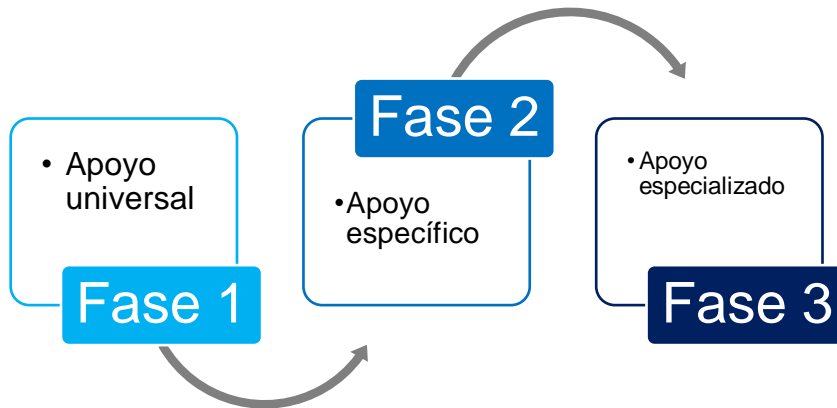 • Apoyo
universal
Fase 1
Fase 2
•Apoyo
específico
•Apoyo
especializado
Fase 3